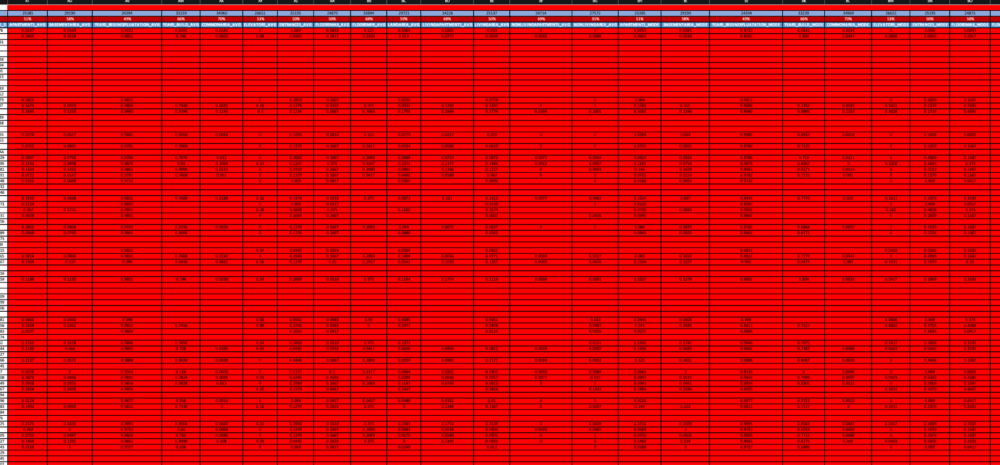 AT AU AV AW AX AY AZ BA BB BC BD BE BF BG BH BI BJ BK BL BM BN BO
25385 29199 24394 33239 34960 26651 25195 24875 33894 29721 34226 25137 34714 27572 25385 29199 24394 33239 34960 26651 25195 24875
51% 58% 49% 66% 70% 53% 50% 50% 68% 59% 68% 50% 69% 55% 51% 58% 49% 66% 70% 53% 50% 50%
E_3 APARTMENTS_AVG BASEMENTAREA_AVG YEARS_BEGINEXPLUATATION_AVG YEARS_BUILD_AVG COMMONAREA_AVG ELEVATORS_AVG ENTRANCES_AVG FLOORSMAX_AVG FLOORSMIN_AVG LANDAREA_AVG LIVINGAPARTMENTS_AVG LIVINGAREA_AVG NONLIVINGAPARTMENTS_AVG NONLIVINGAREA_AVG APARTMENTS_MODE BASEMENTAREA_MODE YEARS_BEGINEXPLUATATION_MODE YEARS_BUILD_MODE COMMONAREA_MODE ELEVATORS_MODE ENTRANCES_MODE FLOORSMAX_MODE FLOO
78 0.0247 0.0369 0.9722 0.6192 0.0143 0 0.069 0.0833 0.125 0.0369 0.0202 0.019 0 0 0.0252 0.0383 0.9722 0.6341 0.0144 0 0.069 0.0833
0.0959 0.0529 0.9851 0.796 0.0605 0.08 0.0345 0.2917 0.3333 0.013 0.0773 0.0549 0.0039 0.0098 0.0924 0.0538 0.9851 0.804 0.0497 0.0806 0.0345 0.2917
91
38
94
45
15
39
52
79 0.0825 0.9811 0 0.2069 0.1667 0.0135 0.0778 0 0.084 0.9811 0 0.2069 0.1667
07 0.1474 0.0973 0.9806 0.7348 0.0582 0.16 0.1379 0.3333 0.375 0.0931 0.1202 0.1397 0 0 0.1502 0.101 0.9806 0.7452 0.0587 0.1611 0.1379 0.3333
0.3495 0.1335 0.9985 0.9796 0.1143 0.4 0.1724 0.6667 0.7083 0.1758 0.2849 0.3774 0.0193 0.1001 0.3561 0.1386 0.9985 0.9804 0.1153 0.4028 0.1724 0.6667
89
38
26 0.0278 0.0617 0.9881 0.8368 0.0018 0 0.1034 0.0833 0.125 0.0279 0.0227 0.029 0 0 0.0284 0.064 0.9881 0.8432 0.0018 0 0.1034 0.0833
55
0.0722 0.0801 0.9781 0.7008 0 0.1379 0.1667 0.0417 0.0534 0.0588 0.0619 0 0 0.0735 0.0831 0.9782 0.7125 0 0.1379 0.1667
4A
29 0.0907 0.0795 0.9786 0.7076 0.012 0 0.2069 0.1667 0.2083 0.0898 0.0723 0.0873 0.0077 0.0044 0.0924 0.0825 0.9786 0.719 0.0121 0 0.2069 0.1667
95 0.1443 0.0848 0.9876 0.83 0.1064 0.14 0.1207 0.375 0.4167 0.2371 0.1173 0.1484 0.0019 0.0007 0.1261 0.0754 0.9876 0.8367 0 0.1208 0.1034 0.375
81 0.1433 0.1455 0.9861 0.8096 0.0212 0 0.3103 0.1667 0.2083 0.0861 0.1168 0.1217 0 0.0043 0.146 0.1509 0.9861 0.8171 0.0214 0 0.3103 0.1667
91 0.0722 0.0147 0.9781 0.7008 0.001 0 0.1379 0.1667 0.0417 0.0498 0.0588 0.067 0 0 0.0735 0.0153 0.9782 0.7125 0.001 0 0.1379 0.1667
48 0.0165 0.0089 0.9732 0 0.069 0.0417 0.0265 0.0094 0 0.0168 0.0092 0.9732 0 0.069 0.0417
32
46
0.1505 0.0838 0.9831 0.7688 0.0188 0.16 0.1379 0.3333 0.375 0.0872 0.121 0.1412 0.0077 0.0061 0.1534 0.087 0.9831 0.7779 0.019 0.1611 0.1379 0.3333
73 0.0124 0.9697 0 0.069 0.0417 0.0149 0 0.0126 0.9697 0 0.069 0.0417
0.367 0.3751 0.9901 0.28 0.4828 0.375 0.1569 0.2574 0.3739 0.3893 0.9901 0.282 0.4828 0.375
31 0.0928 0.9801 0 0.2069 0.1667 0.0602 0.0436 0.0945 0.9801 0 0.2069 0.1667
56
0.0825 0.0804 0.9762 0.6736 0.0056 0 0.1379 0.1667 0.2083 0.038 0.0672 0.0637 0 0 0.084 0.0835 0.9762 0.6864 0.0057 0 0.1379 0.1667
89 0.0948 0.0792 0.9861 0.8096 0 0.1724 0.1667 0.0888 0.0582 0.0966 0.0822 0.9861 0.8171 0 0.1724 0.1667
73
39
15 0.9851 0.04 0.0345 0.3333 0.0566 0.0922 0.9851 0.0403 0.0345 0.3333
65 0.0814 0.0994 0.9831 0.7688 0.0142 0 0.2069 0.1667 0.2083 0.1404 0.0656 0.0771 0.0039 0.0227 0.083 0.1032 0.9831 0.7779 0.0143 0 0.2069 0.1667
67 0.1309 0.125 0.996 0.9456 0.0822 0.16 0.1379 0.25 0.2917 0.0142 0.1059 0.1267 0.0039 0.0078 0.1334 0.1297 0.996 0.9477 0.083 0.1611 0.1379 0.25
16
59 0.2186 0.1232 0.9851 0.796 0.0528 0.24 0.2069 0.3333 0.375 0.1154 0.1774 0.2113 0.0039 0.0051 0.2227 0.1279 0.9851 0.804 0.0533 0.2417 0.2069 0.3333
09
99
06
81 0.0664 0.0442 0.998 0.08 0.0552 0.4083 0.45 0.0085 0.0651 0.016 0.0441 0.0306 0.998 0.0806 0.069 0.375
56 0.5309 0.2491 0.9811 0.7416 0.88 0.3793 0.4583 0 0.3977 0.5878 0.0487 0.541 0.2585 0.9811 0.7517 0.8862 0.3793 0.4583
83 0.0227 0.9806 0.1034 0.0417 0.0114 0.0226 0.0231 0.9806 0.1034 0.0417
74
52 0.2165 0.1678 0.9846 0.7892 0.24 0.2069 0.3333 0.375 0.1071 0.0151 0.2206 0.1741 0.9846 0.7975 0.2417 0.2069 0.3333
44 0.1186 0.066 0.9801 0.728 0.0385 0.04 0.0345 0.3333 0.0417 0.0606 0.0958 0.0822 0.0039 0.0002 0.1208 0.0685 0.9801 0.7387 0.0388 0.0403 0.0345 0.3333
27
66 0.1227 0.1572 0.9886 0.8436 0.0029 0 0.3448 0.1667 0.2083 0.0554 0.0992 0.1177 0.0039 0.0052 0.125 0.1631 0.9886 0.8497 0.0029 0 0.3448 0.1667
45
7 0.0256 0 0.9354 0.116 0.0076 0 0.1172 0.1 0.1417 0.0664 0.0202 0.0305 0.0039 0.0084 0.0063 0 0.9136 0 0.0006 0 0.069 0.0833
08 0.0876 0.0496 0.9841 0.7824 0.0096 0.04 0.0345 0.4583 0.5 0.0208 0.0698 0.0767 0.0077 0.021 0.0893 0.0515 0.9841 0.7909 0.0097 0.0403 0.0345 0.4583
49 0.0928 0.0955 0.9856 0.8028 0.013 0 0.2069 0.1667 0.2083 0.1147 0.0756 0.0913 0 0 0.0945 0.0991 0.9856 0.8105 0.0131 0 0.2069 0.1667
67 0.1928 0.2309 0.9955 0.16 0.1379 0.6667 0.1427 0.2818 0.1341 0.1964 0.2396 0.9955 0.1611 0.1379 0.6667
94
96 0.0124 0.9677 0.558 0.0013 0 0.069 0.0417 0.0417 0.0489 0.0101 0.01 0 0 0.0126 0.9677 0.5753 0.0013 0 0.069 0.0417
83 0.1433 0.0993 0.9811 0.7416 0 0.16 0.1379 0.3333 0.375 0 0.1168 0.1367 0 0.0207 0.146 0.103 0.9811 0.7517 0 0.1611 0.1379 0.3333
84
76
25 0.2175 0.1455 0.9891 0.8504 0.0443 0.24 0.2069 0.3333 0.375 0.1343 0.1774 0.2129 0 0.0039 0.2216 0.1509 0.9891 0.8563 0.0447 0.2417 0.2069 0.3333
0.067 0 0.9752 0.66 0.0068 0 0.1379 0.1667 0.2083 0.0483 0.0538 0.0506 0.0039 0.0465 0.0683 0 0.9752 0.6733 0.0069 0 0.1379 0.1667
05 0.0722 0.0487 0.9826 0.762 0.0085 0 0.1379 0.1667 0.2083 0.0176 0.0538 0.0505 0 0 0.0735 0.0505 0.9826 0.7713 0.0086 0 0.1379 0.1667
27 0.1464 0.1291 0.9861 0.8096 0.108 0.04 0.0345 0.3333 0.375 0 0.1194 0.0933 0 0 0.1492 0.134 0.9861 0.8171 0.109 0.0403 0.0345 0.3333
43 0.0165 0 0.9727 0.626 0 0.069 0.0417 0.0249 0.011 0 0.0168 0 0.9727 0.6406 0 0.069 0.0417
29
45
02